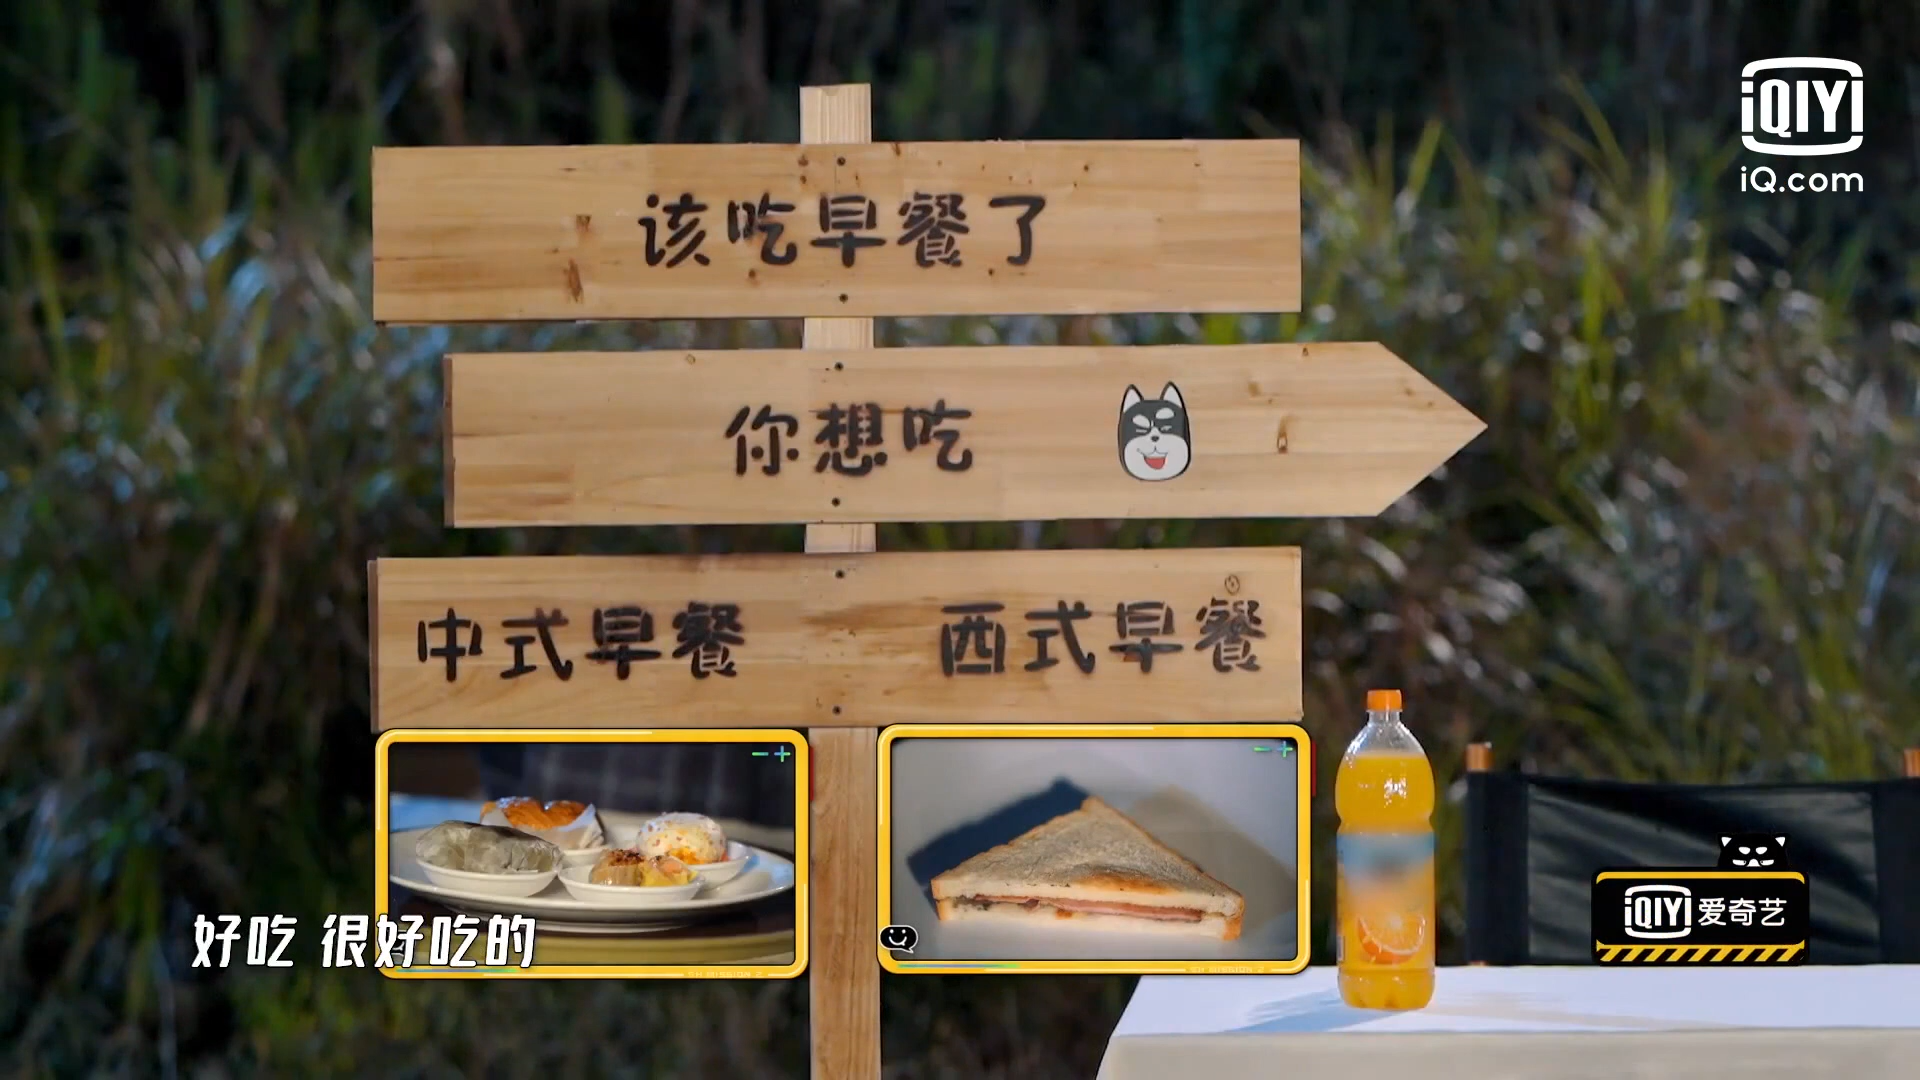 iQIYI
iQ.com
该吃早餐了
你想吃
中式早餐 西式早餐
好吃 很好吃的
iQIYI 爱奇艺